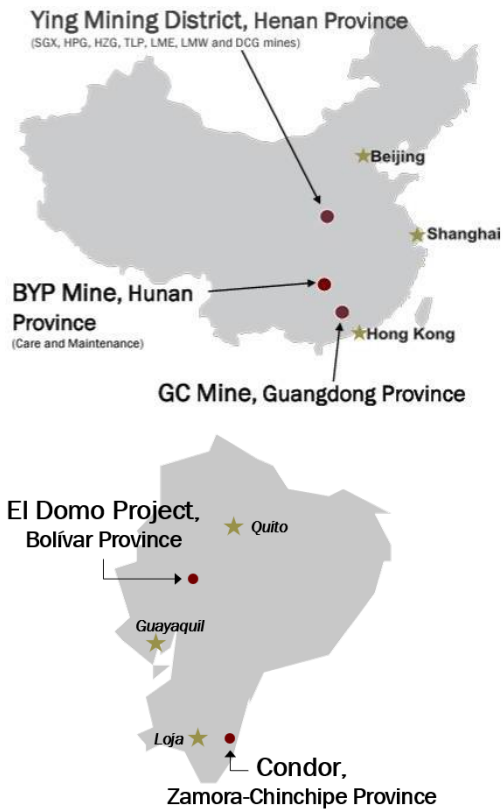 Ying Mining District, Henan Province
(SGX, HPG, HZG, TLP, LME, LMW and DCG mines)
Beijing
Shanghai
BYP Mine, Hunan
Province
(Care and Maintenance)
Hong Kong
GC Mine, Guangdong Province
El Domo Project,
Bolívar Province
Quito
Guayaquil
Loja
Condor,
Zamora-Chinchipe Province